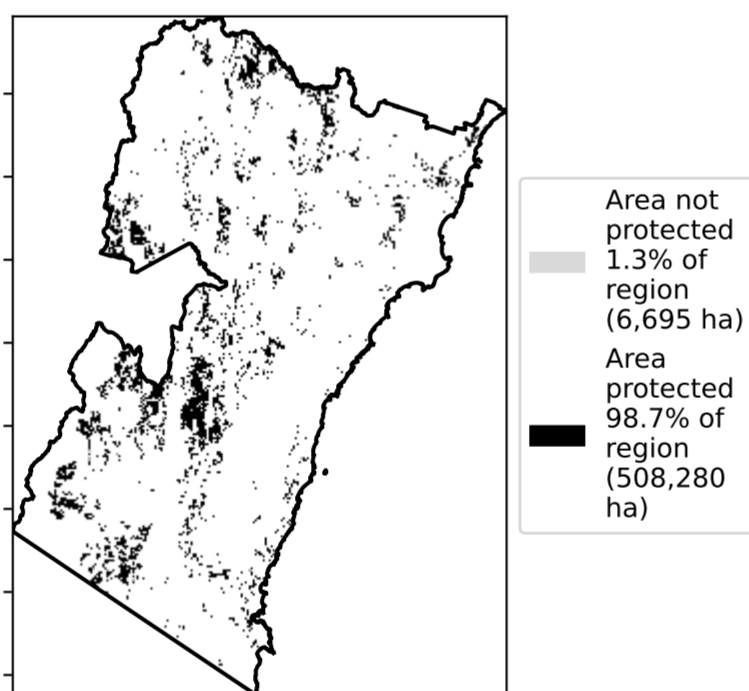 Area not
protected
1.3% of
region
(6,695 ha)
Area
protected
98.7% of
region
(508,280
ha)